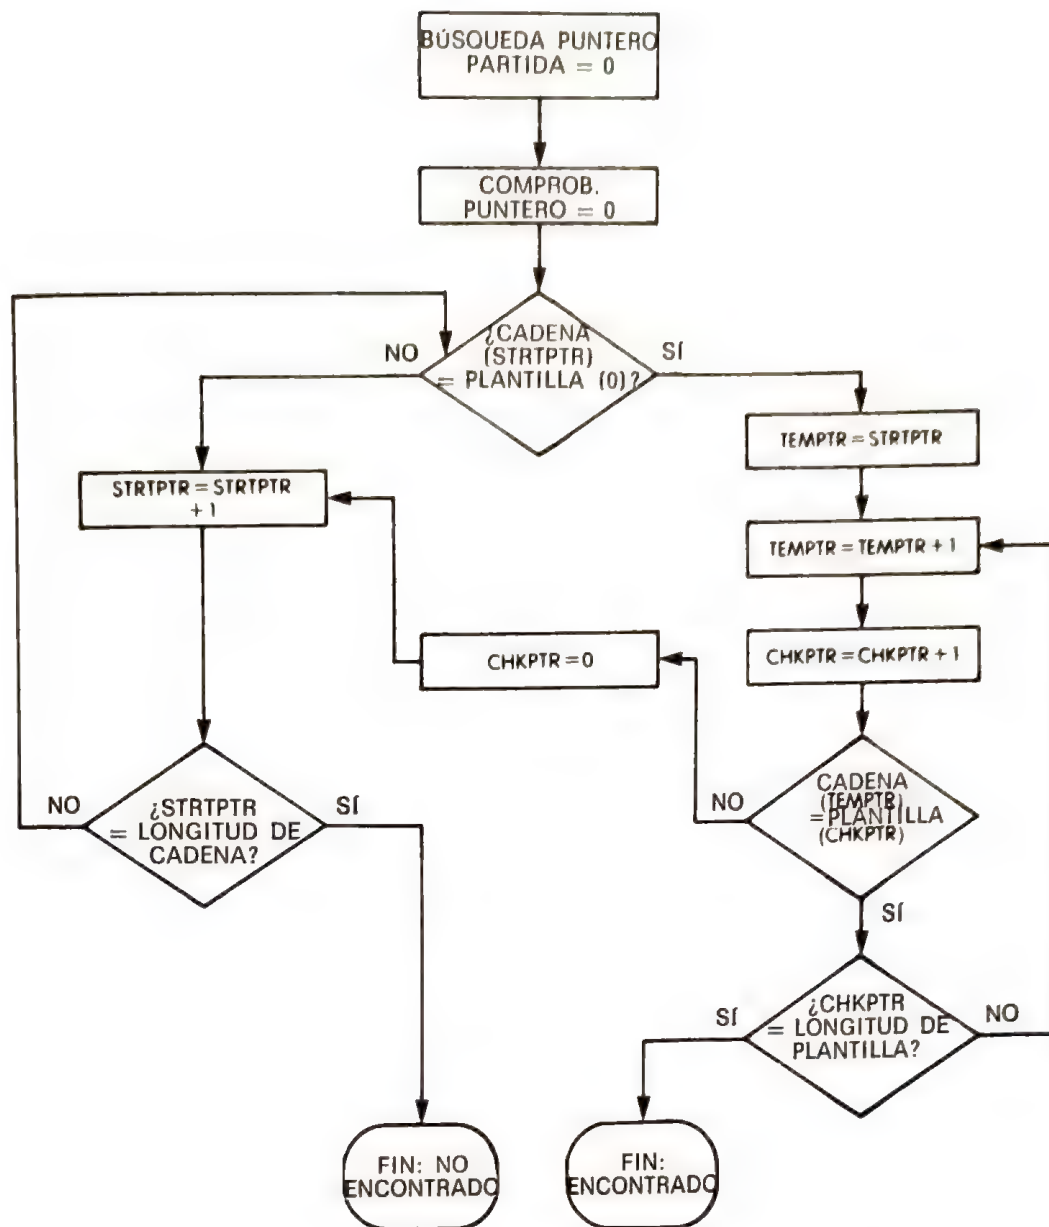 BÚSQUEDA PUNTERO
PARTIDA = 0
COMPROB.
PUNTERO = 0
¿CADENA
(STRTPTR)
= PLANTILLA (0)?
NO
SÍ
TEMPTR = STRTPTR
STRTPTR = STRTPTR
+ 1
TEMPTR = TEMPTR + 1
CHKPTR = 0
CHKPTR = CHKPTR + 1
CADENA
(TEMPTR)
= PLANTILLA
(CHKPTR)
NO
SÍ
¿STRTPTR
= LONGITUD DE
CADENA?
NO
SÍ
¿CHKPTR
= LONGITUD DE
PLANTILLA?
SÍ
NO
FIN: NO
ENCONTRADO
FIN:
ENCONTRADO